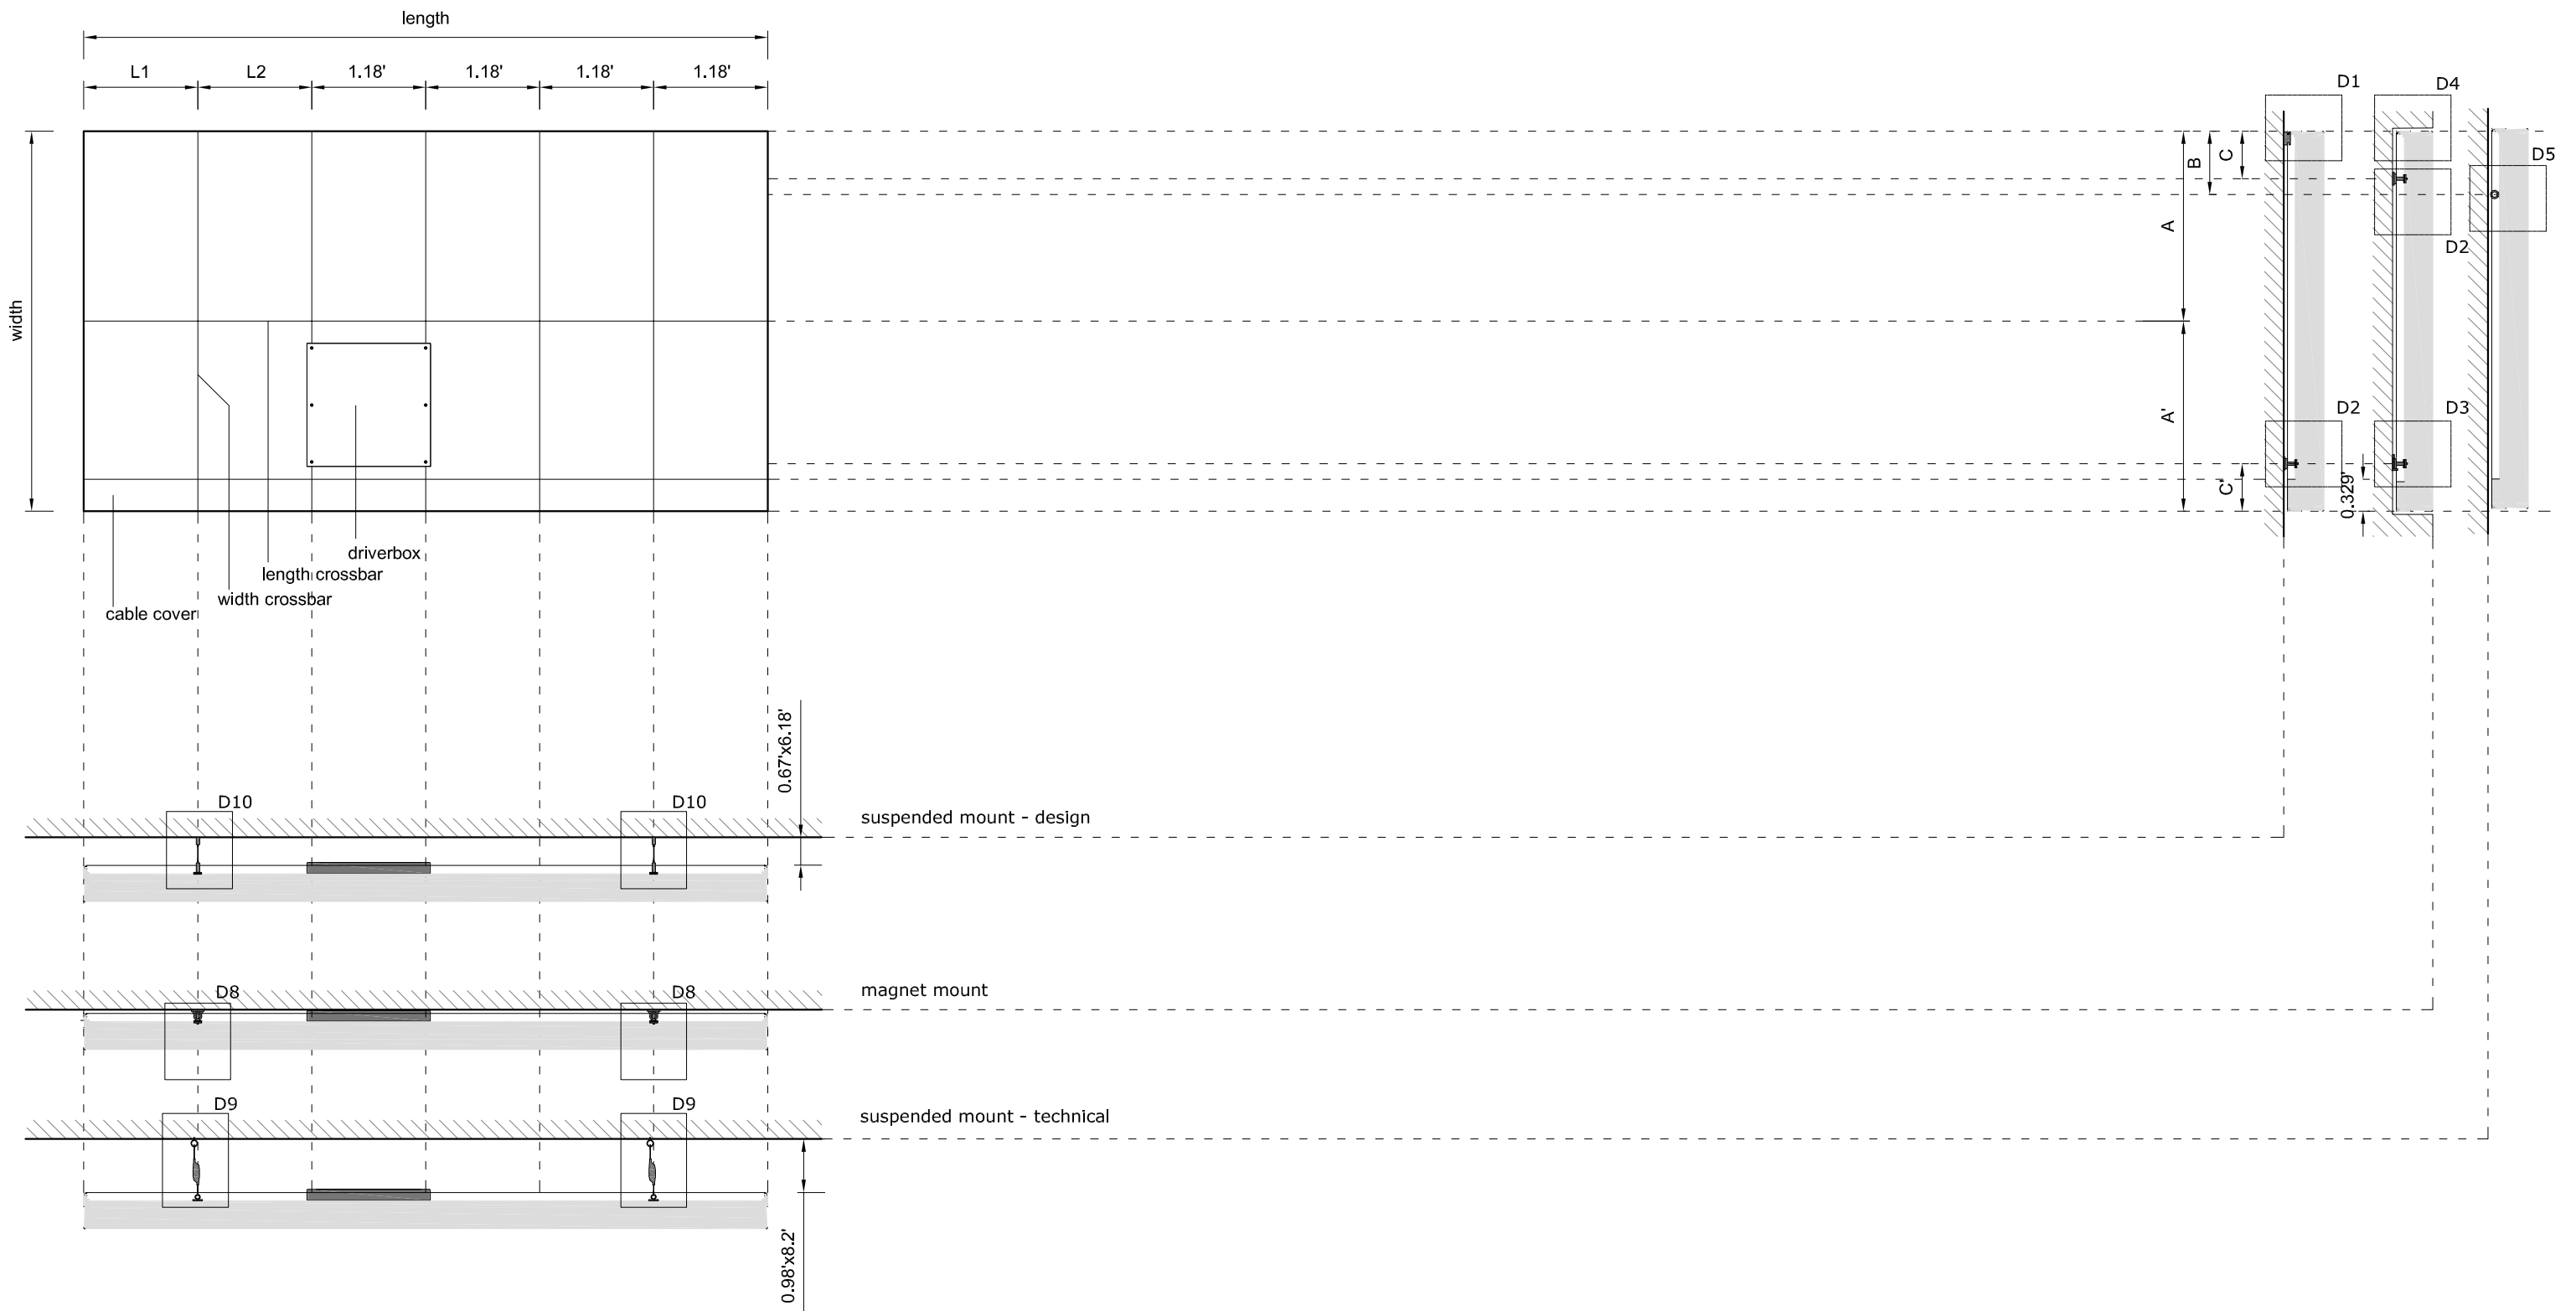 length
L1 L2 1.18' 1.18' 1.18' 1.18'
width
driverbox
length crossbar
width crossbar
cable cover
D1 D4
D5
B C
A
D2
A'
D2 D3
C'
0.329'
0.67'x6.18'
D10 D10
suspended mount - design
D8 D8
magnet mount
D9 D9
suspended mount - technical
0.98'x8.2'